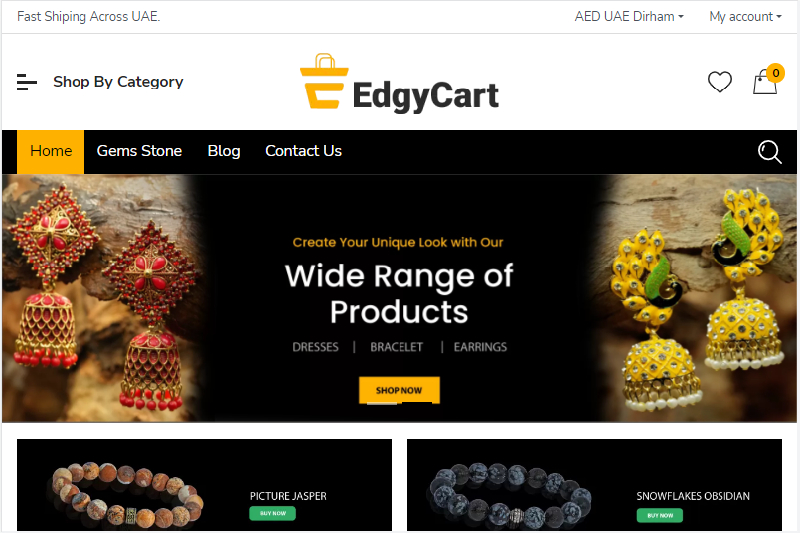 Fast Shiping Across UAE.
AED UAE Dirham
My account
Shop By Category
EdgyCart
0
Home
Gems Stone
Blog
Contact Us
Create Your Unique Look with Our
Wide Range of
Products
DRESSES | BRACELET | EARRINGS
SHOP NOW
PICTURE JASPER
BUY NOW
SNOWFLAKES OBSIDIAN
BUY NOW